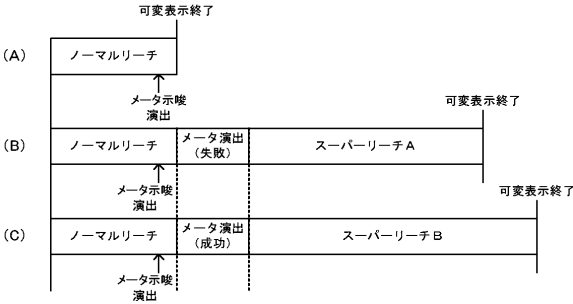 可変表示終了
(A)
ノーマルリーチ
メータ示唆
演出
可変表示終了
(B)
ノーマルリーチ
メータ演出
(失敗)
スーパーリーチA
メータ示唆
演出
可変表示終了
(C)
ノーマルリーチ
メータ演出
(成功)
スーパーリーチB
メータ示唆
演出